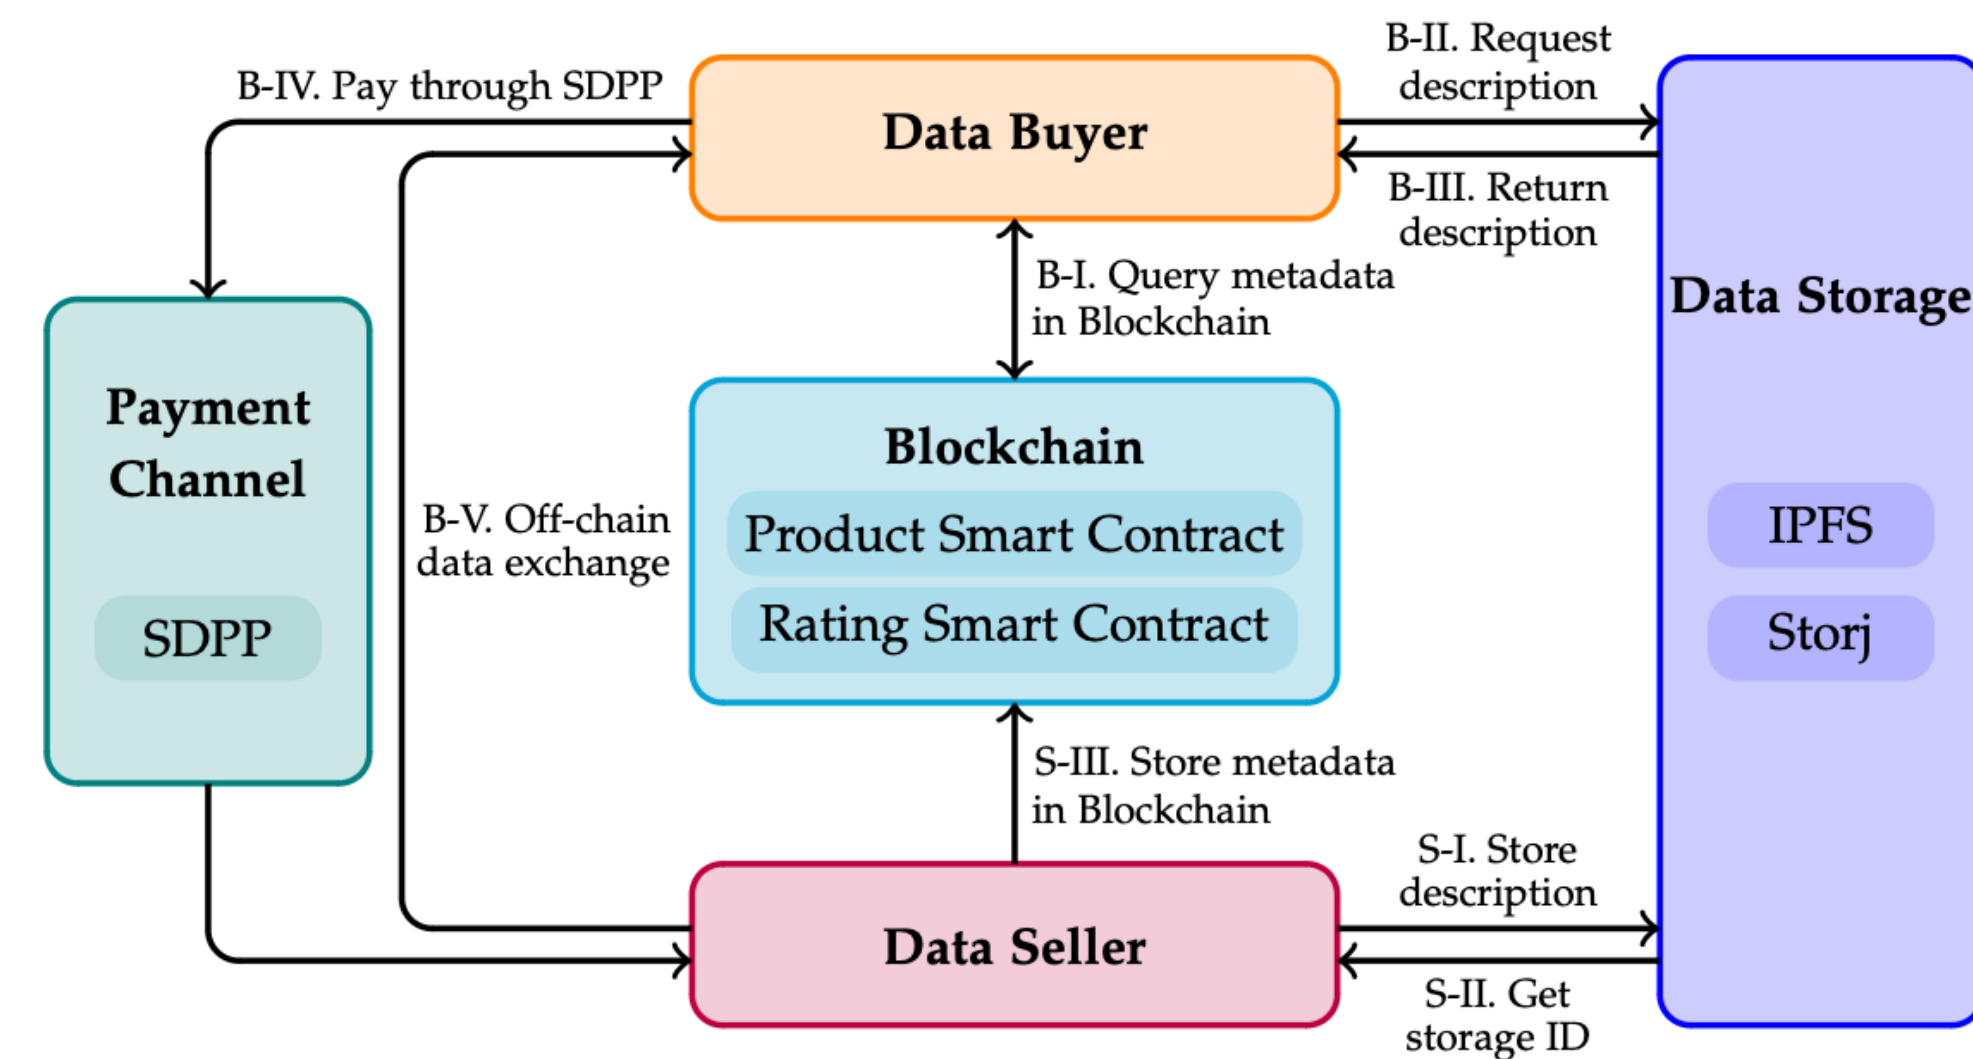 B-IV. Pay through SDPP
Data Buyer
B-II. Request
description
B-III. Return
description
B-I. Query metadata
in Blockchain
Data Storage
IPFS
Storj
Payment
Channel
SDPP
B-V. Off-chain
data exchange
Blockchain
Product Smart Contract
Rating Smart Contract
S-III. Store metadata
in Blockchain
Data Seller
S-I. Store
description
S-II. Get
storage ID